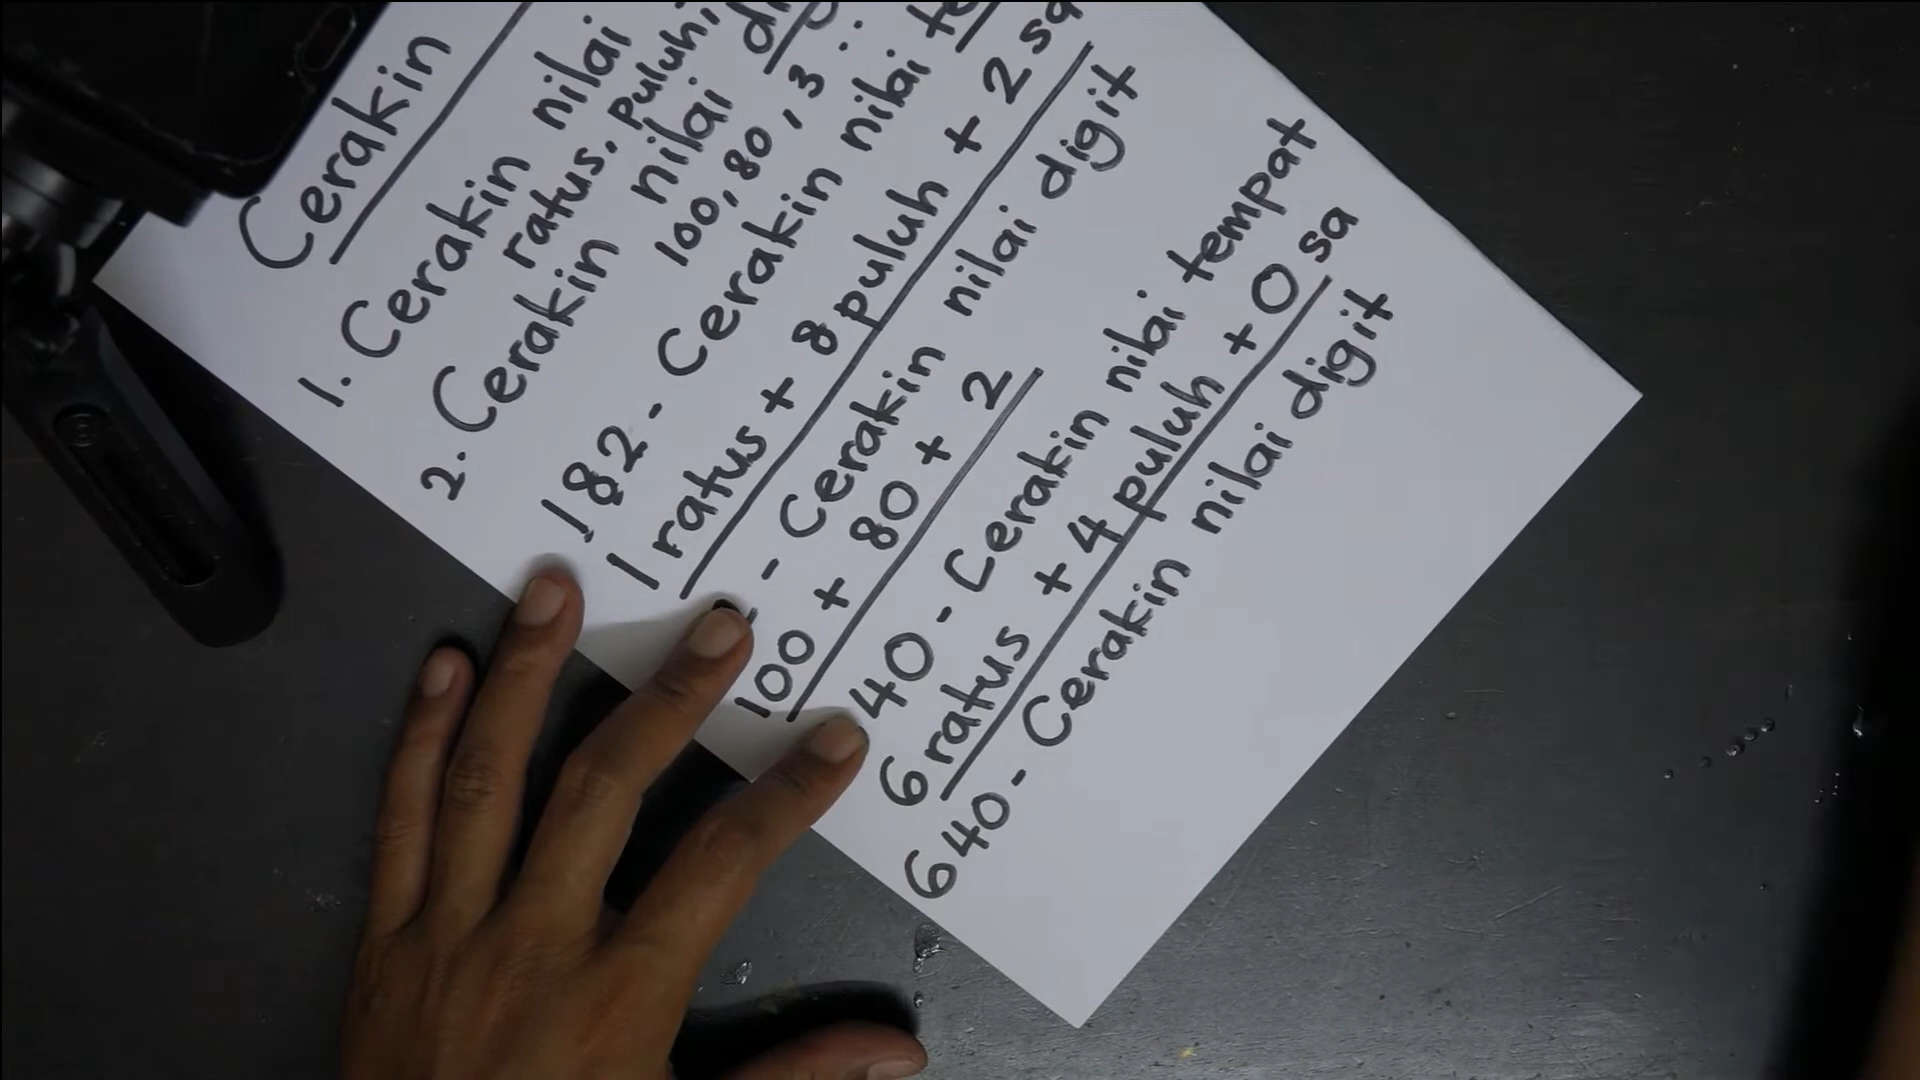 Cerakin
1. Cerakin nilai
ratus, puluh
2. Cerakin nilai
100, 80, 3
182 - Cerakin nilai
1 ratus + 8 puluh + 2 sa
- Cerakin nilai digit
100 + 80 + 2
40 - Cerakin nilai tempat
6 ratus + 4 puluh + 0 sa
640 - Cerakin nilai digit